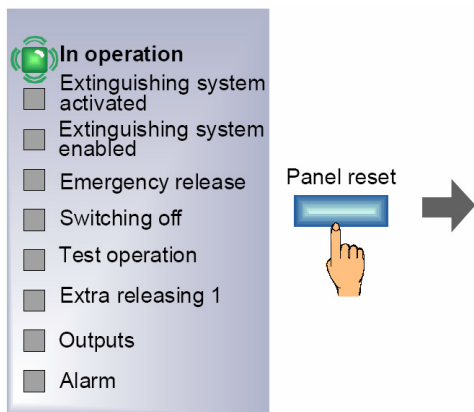 In operation
Extinguishing system
activated
Extinguishing system
enabled
Emergency release
Switching off
Test operation
Extra releasing 1
Outputs
Alarm
Panel reset